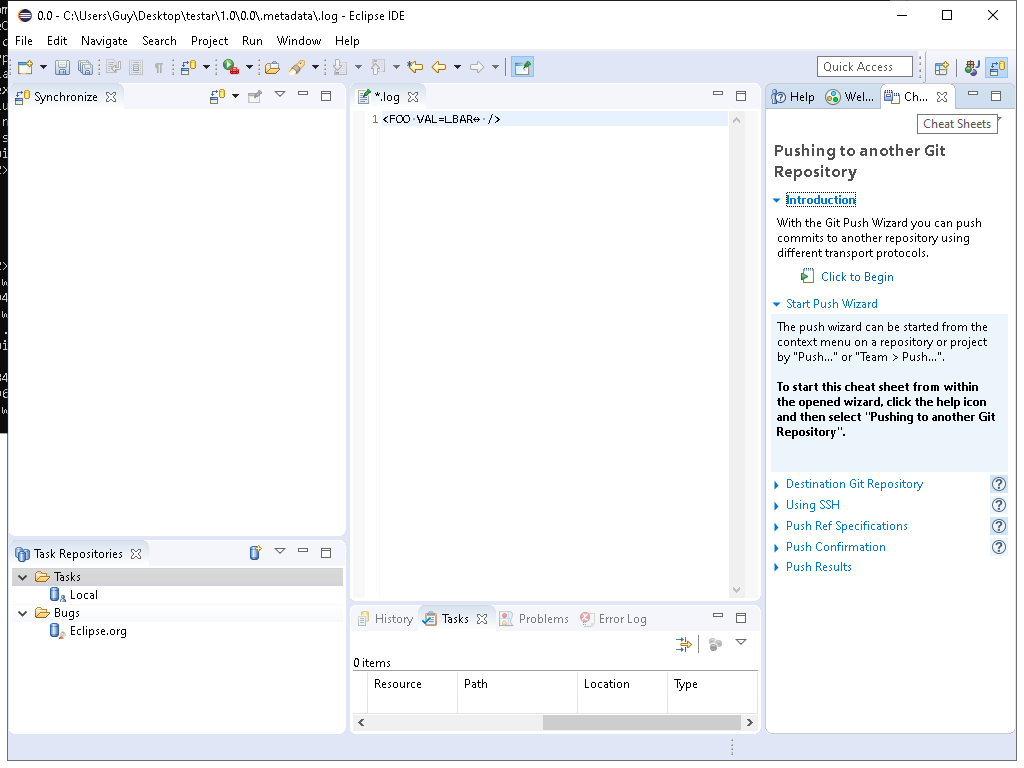 0.0 - C:\Users\Guy\Desktop\testar\1.0\0.0\.metadata\.log - Eclipse IDE
File Edit Navigate Search Project Run Window Help
Quick Access
Synchronize
*.log
Help Wel... Ch...
1 <FOO·VAL=∟BAR↔·/>
Cheat Sheets
Pushing to another Git
Repository
Introduction
With the Git Push Wizard you can push
commits to another repository using
different transport protocols.
Click to Begin
Start Push Wizard
The push wizard can be started from the
context menu on a repository or project
by "Push..." or "Team > Push...".
To start this cheat sheet from within
the opened wizard, click the help icon
and then select "Pushing to another Git
Repository".
Destination Git Repository
Using SSH
Push Ref Specifications
Push Confirmation
Push Results
Task Repositories
Tasks
Local
Bugs
Eclipse.org
History Tasks Problems Error Log
0 items
Resource Path Location Type